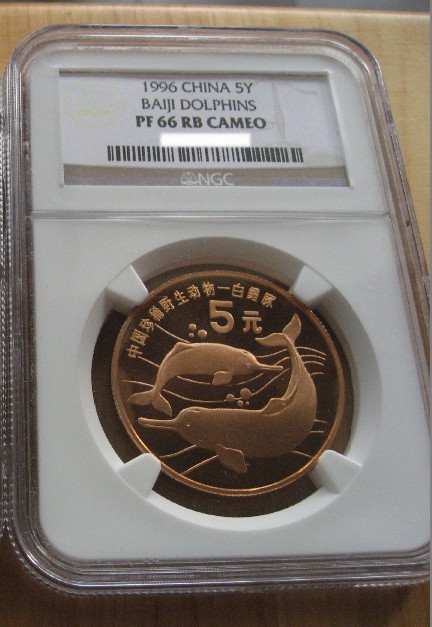 1996 CHINA 5Y
BAIJI DOLPHINS
PF 66 RB CAMEO
NGC
中国珍稀野生动物—白鱀豚
5元